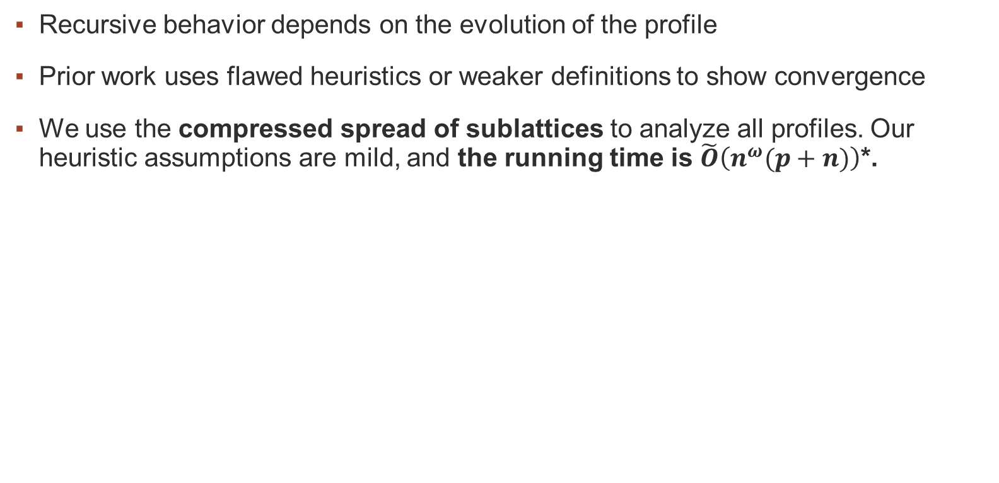 ▪ Recursive behavior depends on the evolution of the profile
▪ Prior work uses flawed heuristics or weaker definitions to show convergence
▪ We use the compressed spread of sublattices to analyze all profiles. Our
heuristic assumptions are mild, and the running time is Õ(n^ω(p + n))*.